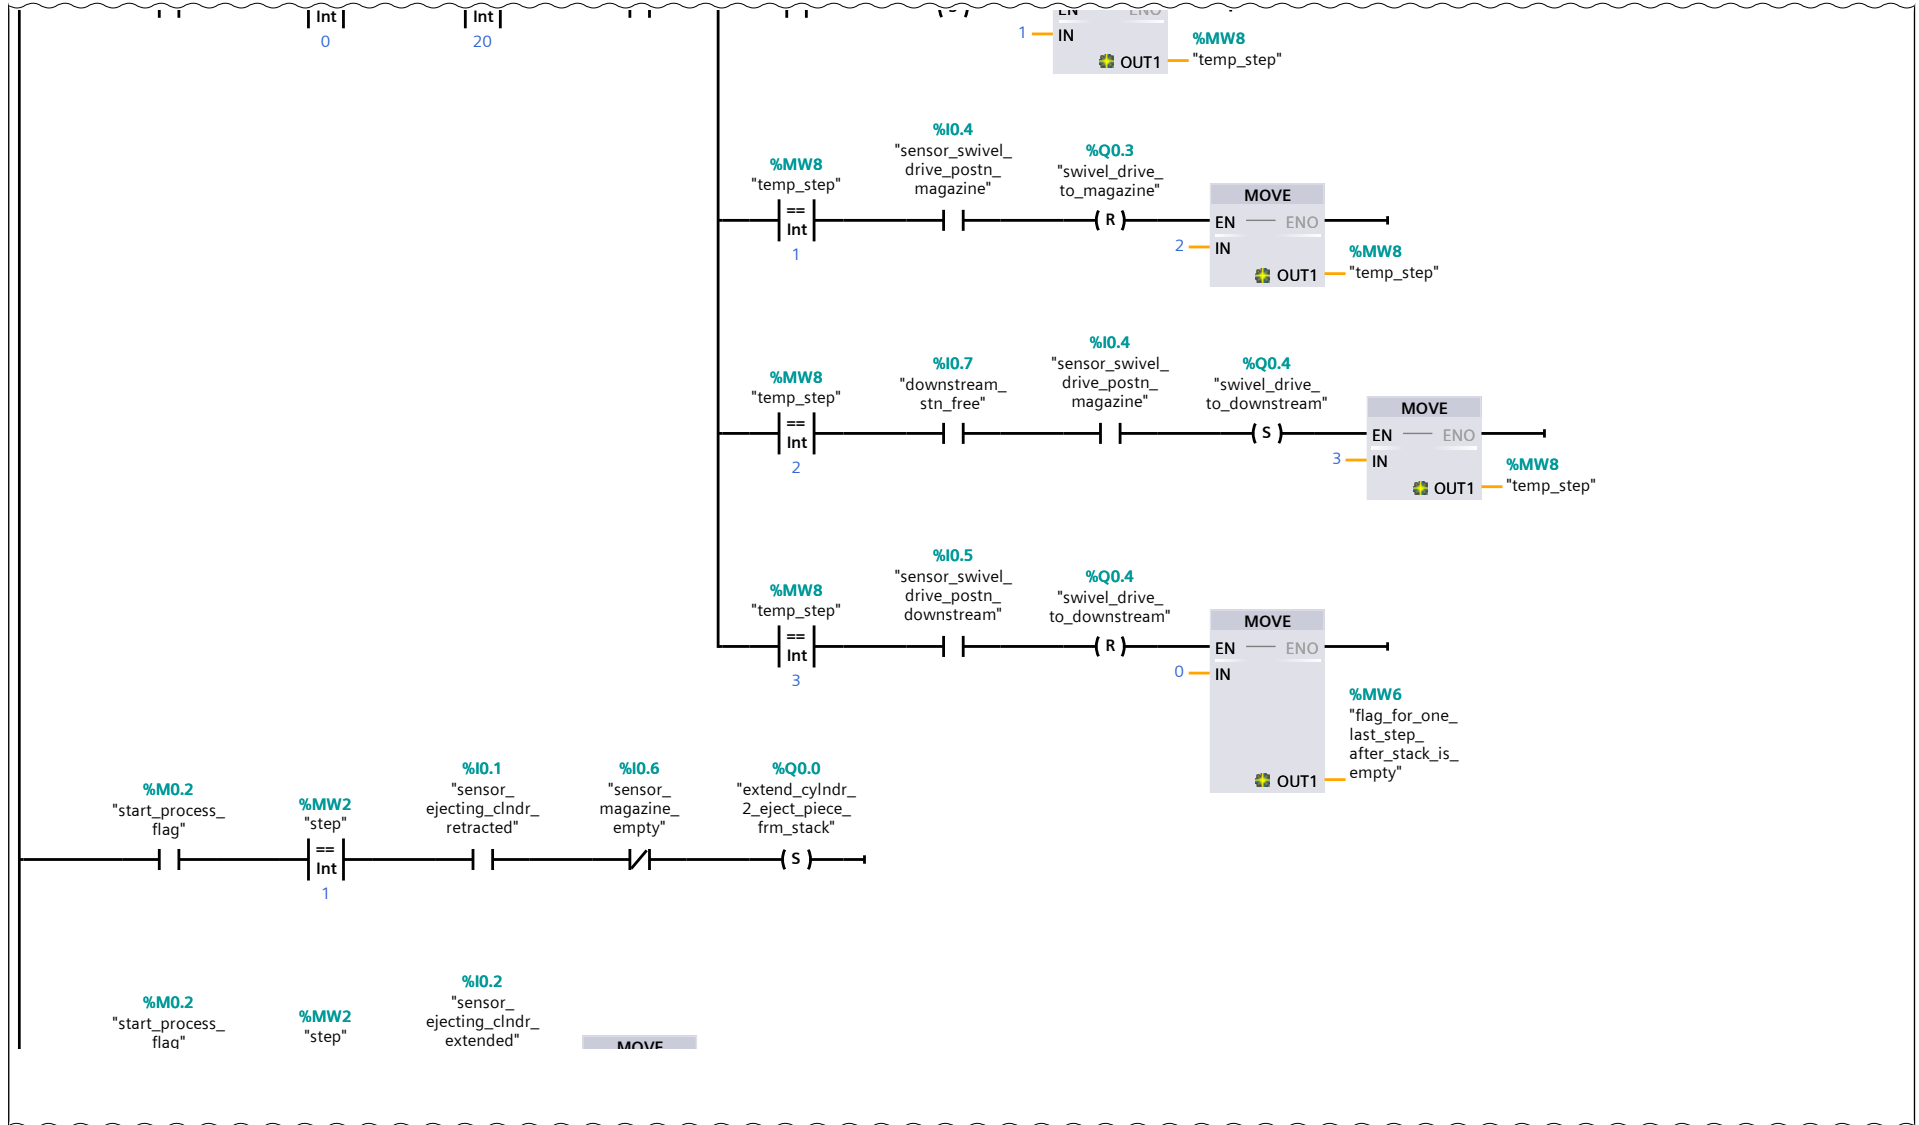 Int
Int
0
20
1
IN
%MW8
OUT1
"temp_step"
%I0.4
"sensor_swivel_
drive_postn_
magazine"
%Q0.3
"swivel_drive_
to_magazine"
%MW8
"temp_step"
==
Int
1
R
MOVE
EN
ENO
2
IN
%MW8
OUT1
"temp_step"
%MW8
"temp_step"
==
Int
2
%I0.7
"downstream_
stn_free"
%I0.4
"sensor_swivel_
drive_postn_
magazine"
%Q0.4
"swivel_drive_
to_downstream"
S
MOVE
EN
ENO
3
IN
%MW8
OUT1
"temp_step"
%MW8
"temp_step"
==
Int
3
%I0.5
"sensor_swivel_
drive_postn_
downstream"
%Q0.4
"swivel_drive_
to_downstream"
R
MOVE
EN
ENO
0
IN
%MW6
"flag_for_one_
last_step_
after_stack_is_
empty"
OUT1
%M0.2
"start_process_
flag"
%MW2
"step"
==
Int
1
%I0.1
"sensor_
ejecting_clndr_
retracted"
%I0.6
"sensor_
magazine_
empty"
%Q0.0
"extend_cylndr_
2_eject_piece_
frm_stack"
S
%M0.2
"start_process_
flag"
%MW2
"step"
%I0.2
"sensor_
ejecting_clndr_
extended"
MOVE